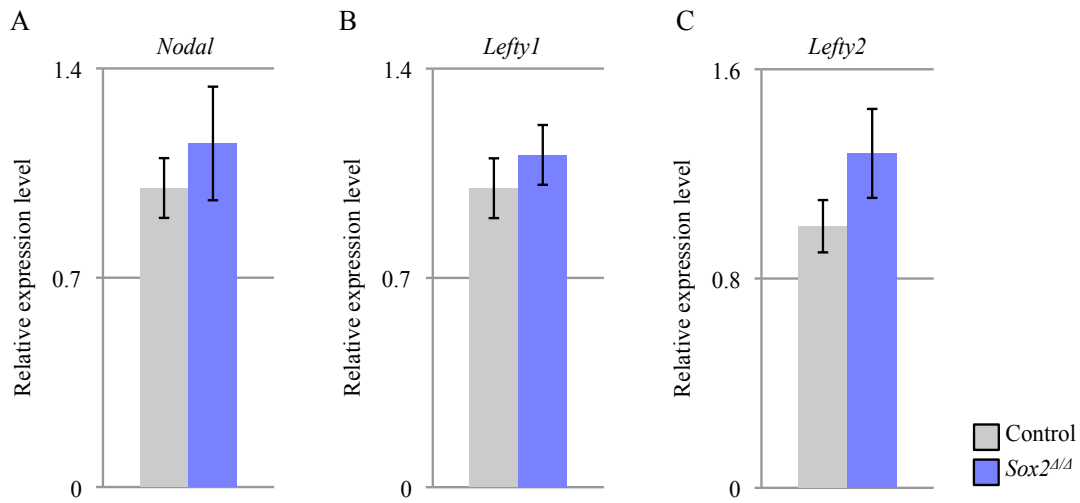 A
Nodal
1.4
0.7
0
Relative expression level
B
Lefty1
1.4
0.7
0
Relative expression level
C
Lefty2
1.6
0.8
0
Relative expression level
Control
Sox2Δ/Δ